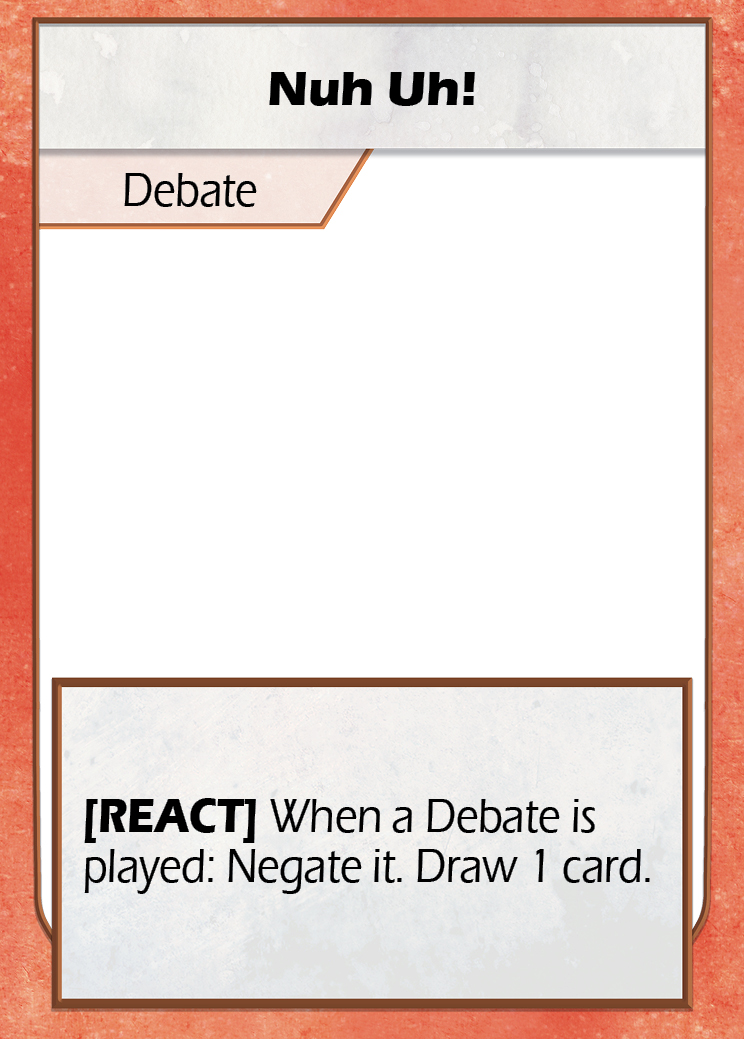 Nuh Uh!
Debate
[REACT] When a Debate is
played: Negate it. Draw 1 card.